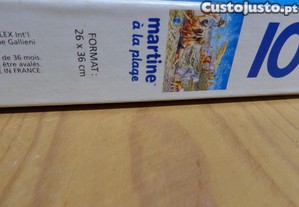 CustoJusto.pt
LEX Int'l
e Gallieni
de 36 mois.
être avalés.
IN FRANCE
FORMAT :
26 x 36 cm
martine
à la plage
10